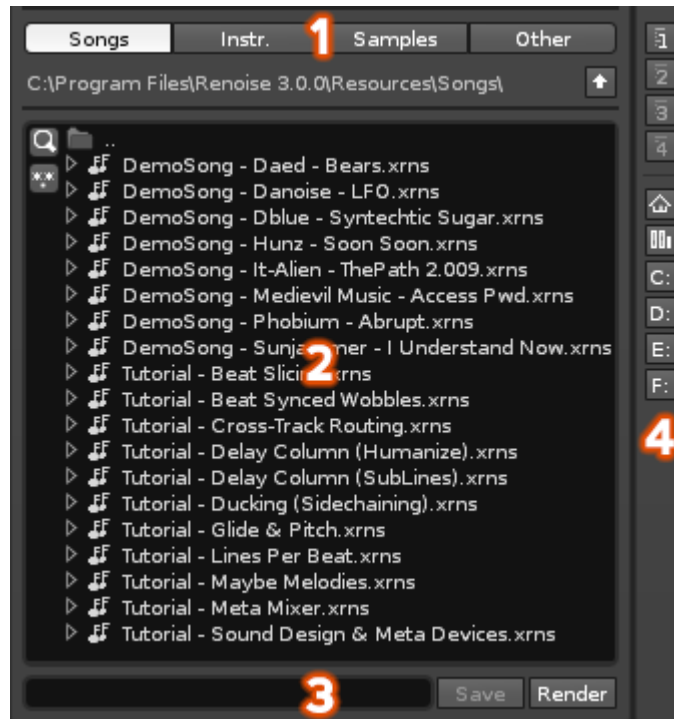 Songs Instr. 1 Samples Other
C:\Program Files\Renoise 3.0.0\Resources\Songs\
..
*.*
DemoSong - Daed - Bears.xrns
DemoSong - Danoise - LFO.xrns
DemoSong - Dblue - Syntechtic Sugar.xrns
DemoSong - Hunz - Soon Soon.xrns
DemoSong - It-Alien - ThePath 2.009.xrns
DemoSong - Medievil Music - Access Pwd.xrns
DemoSong - Phobium - Abrupt.xrns
DemoSong - mer - I Understand Now.xrns
2
Tutorial - Beat
Tutorial - Beat Synced Wobbles.xrns
Tutorial - Cross-Track Routing.xrns
Tutorial - Delay Column (Humanize).xrns
Tutorial - Delay Column (SubLines).xrns
Tutorial - Ducking (Sidechaining).xrns
Tutorial - Glide & Pitch.xrns
Tutorial - Lines Per Beat.xrns
Tutorial - Maybe Melodies.xrns
Tutorial - Meta Mixer.xrns
Tutorial - Sound Design & Meta Devices.xrns
3 Save Render
1
2
3
4
C:
D:
E:
F:
4